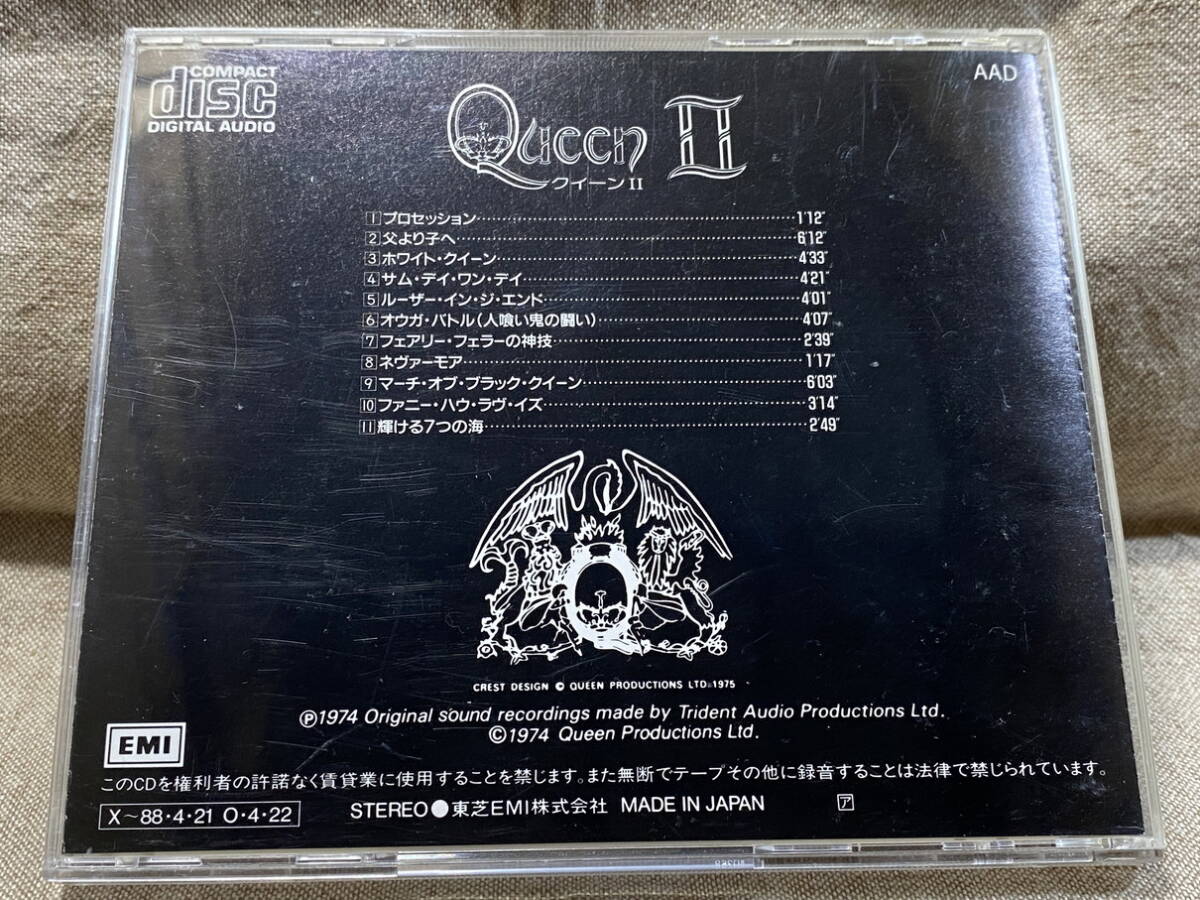 COMPACT
disc
DIGITAL AUDIO
AAD
Queen II
クイーンII
1 プロセッション 1'12"
2 父より子へ 6'12"
3 ホワイト・クイーン 4'33"
4 サム・デイ・ワン・デイ 4'21"
5 ルーザー・イン・ジ・エンド 4'01"
6 オウガ・バトル(人喰い鬼の闘い) 4'07"
7 フェアリー・フェラーの神技 2'39"
8 ネヴァーモア 1'17"
9 マーチ・オブ・ブラック・クイーン 6'03"
10 ファニー・ハウ・ラヴ・イズ 3'14"
11 輝ける7つの海 2'49"
CREST DESIGN © QUEEN PRODUCTIONS LTD. 1975
℗1974 Original sound recordings made by Trident Audio Productions Ltd.
©1974 Queen Productions Ltd.
EMI
このCDを権利者の許諾なく賃貸業に使用することを禁じます。また無断でテープその他に録音することは法律で禁じられています。
X～88・4・21 O・4・22
STEREO●東芝EMI株式会社 MADE IN JAPAN ア